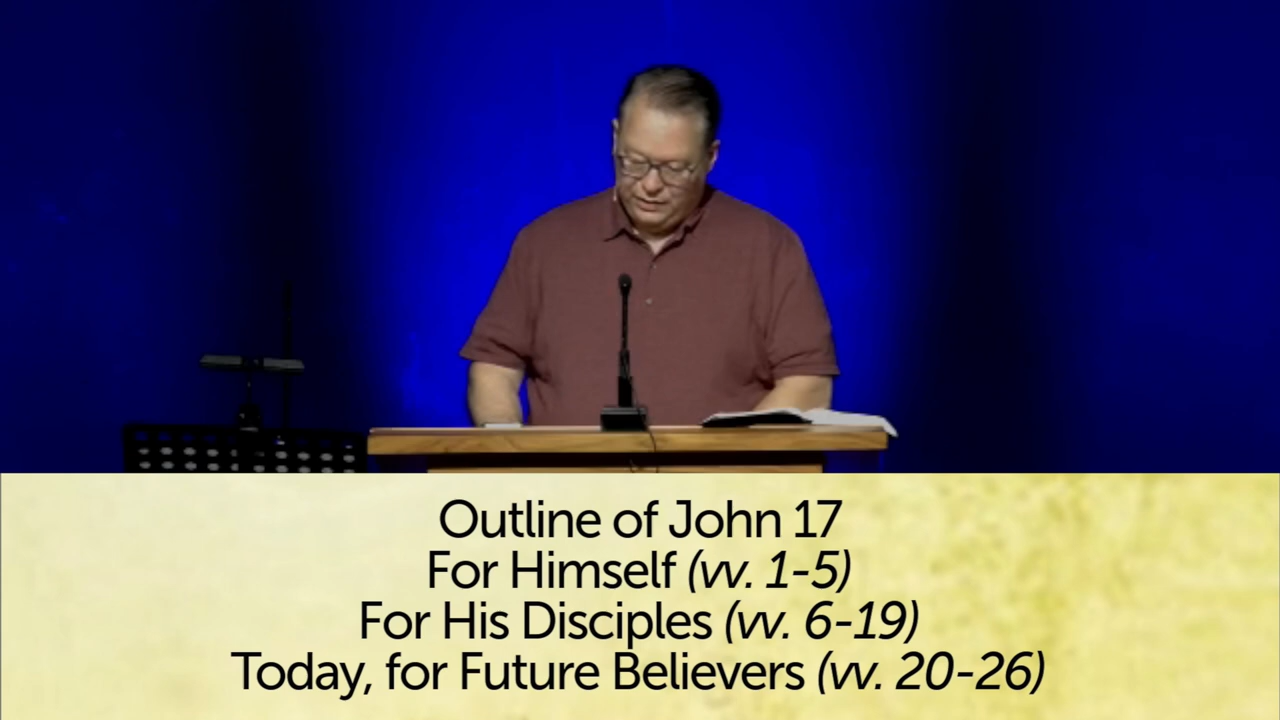 Outline of John 17
For Himself (vv. 1-5)
For His Disciples (vv. 6-19)
Today, for Future Believers (vv. 20-26)